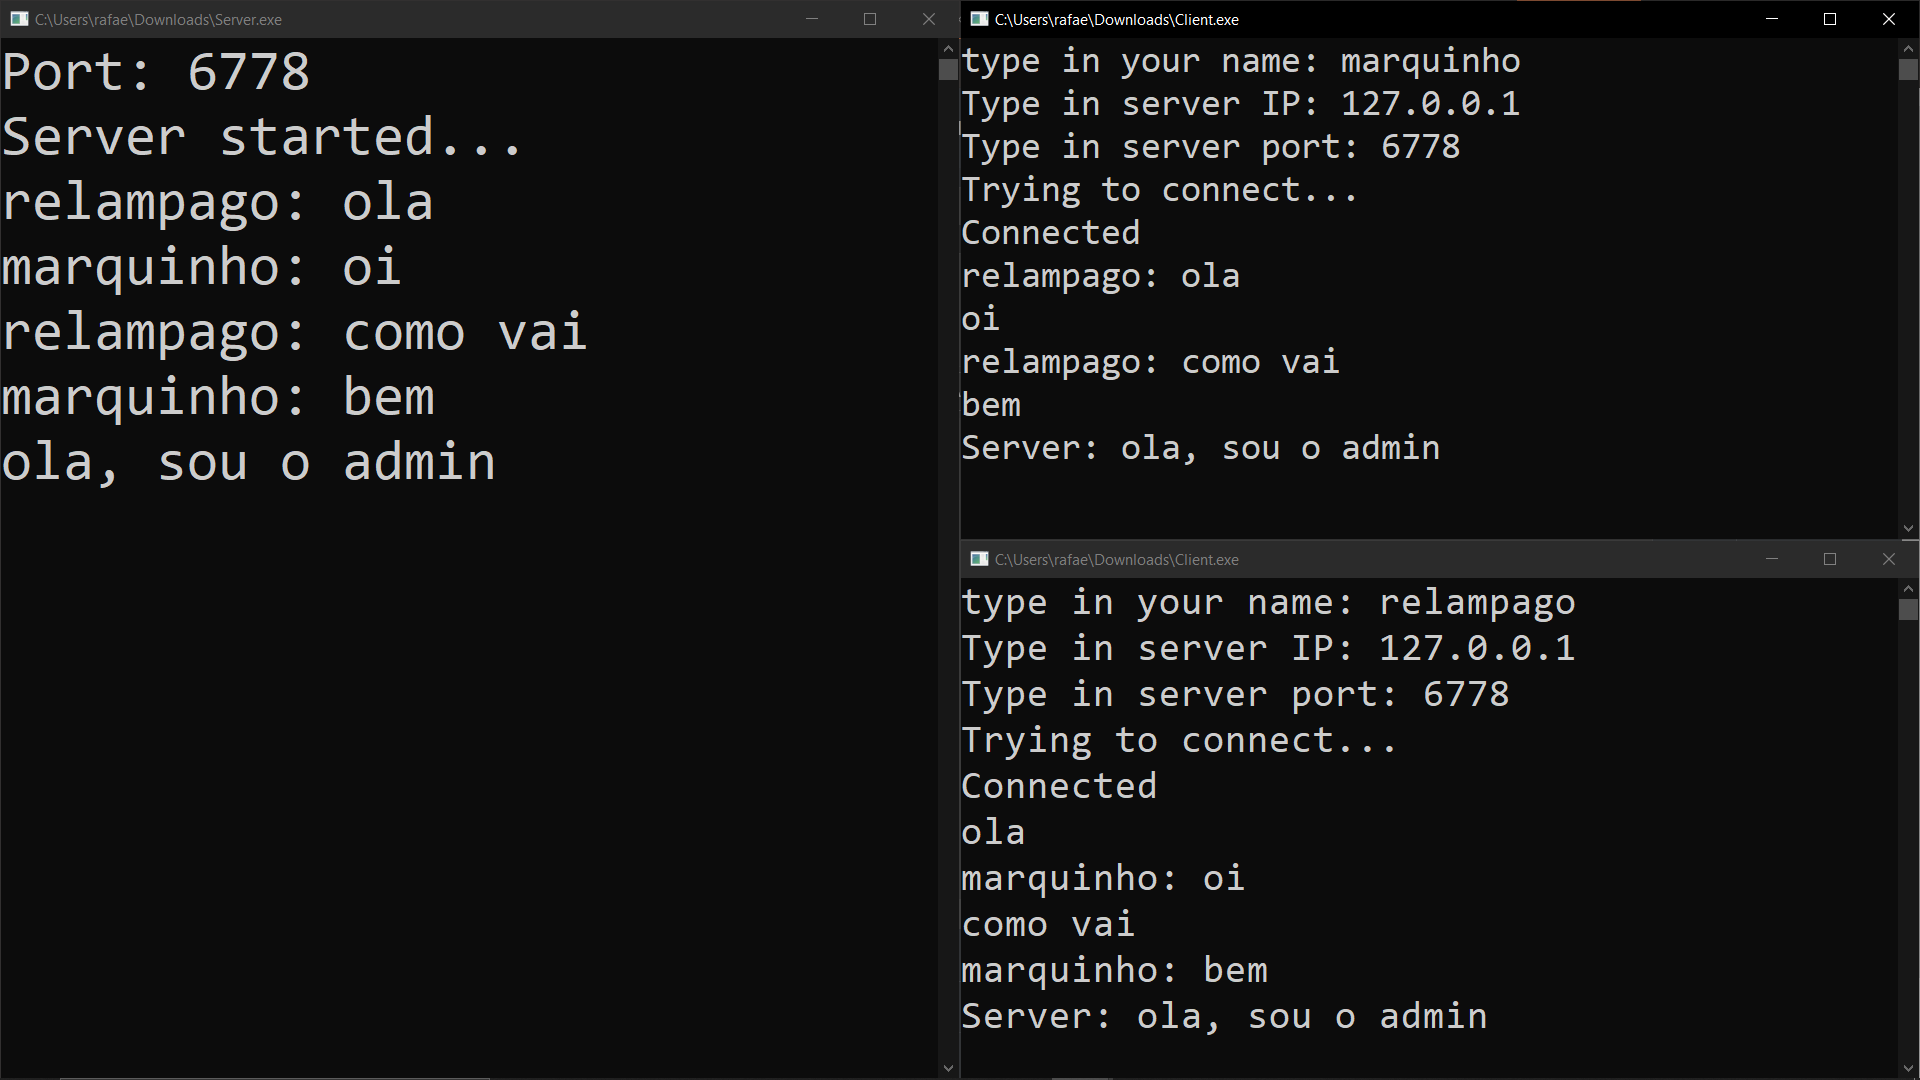 C:\Users\rafae\Downloads\Server.exe
Port: 6778
Server started...
relampago: ola
marquinho: oi
relampago: como vai
marquinho: bem
ola, sou o admin
C:\Users\rafae\Downloads\Client.exe
type in your name: marquinho
Type in server IP: 127.0.0.1
Type in server port: 6778
Trying to connect...
Connected
relampago: ola
oi
relampago: como vai
bem
Server: ola, sou o admin
C:\Users\rafae\Downloads\Client.exe
type in your name: relampago
Type in server IP: 127.0.0.1
Type in server port: 6778
Trying to connect...
Connected
ola
marquinho: oi
como vai
marquinho: bem
Server: ola, sou o admin